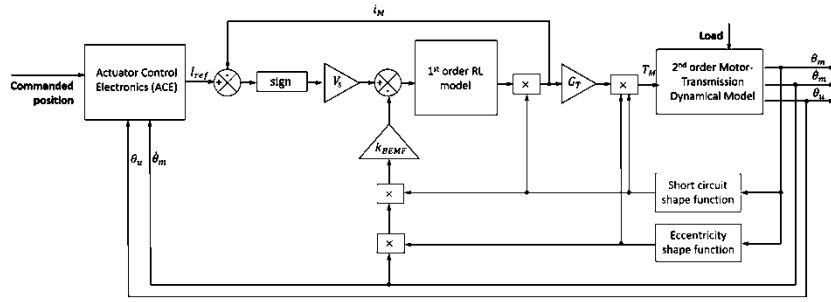 i_M
Load
Commanded
position
Actuator Control
Electronics (ACE)
I_ref
+
-
sign
V_s
+
-
1st order RL
model
×
G_T
×
T_M
2nd order Motor-
Transmission
Dynamical Model
θ_m
θ̇_m
θ_u
k_BEMF
θ_u
θ̇_m
×
Short circuit
shape function
×
Eccentricity
shape function